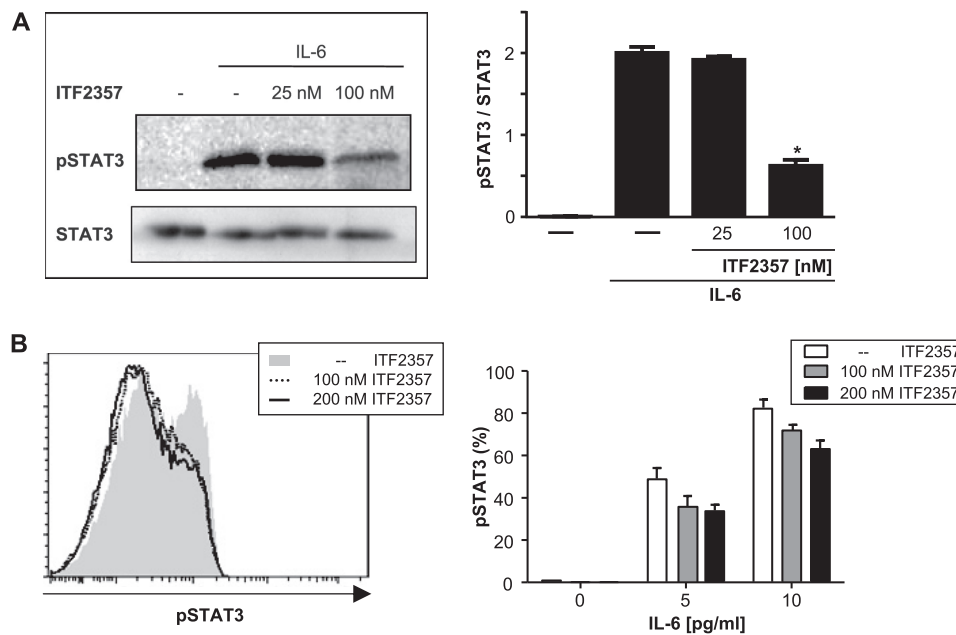 A
IL-6
ITF2357 - - 25 nM 100 nM
pSTAT3
STAT3
pSTAT3 / STAT3
2
1
0
*
— — 25 100
ITF2357 [nM]
IL-6
B
-- ITF2357
100 nM ITF2357
200 nM ITF2357
pSTAT3
-- ITF2357
100 nM ITF2357
200 nM ITF2357
pSTAT3 (%)
100
80
60
40
20
0
0 5 10
IL-6 [pg/ml]